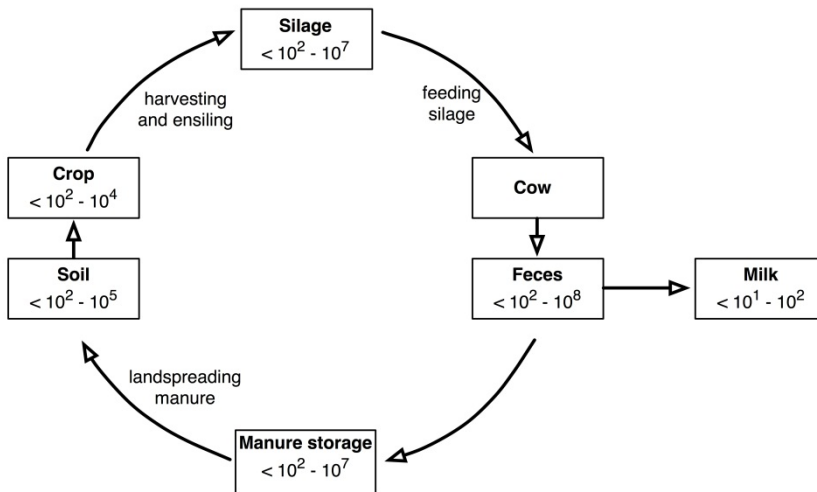 Silage
< 10² - 10⁷
harvesting
and ensiling
feeding
silage
Crop
< 10² - 10⁴
Cow
Soil
< 10² - 10⁵
Feces
< 10² - 10⁸
Milk
< 10¹ - 10²
landspreading
manure
Manure storage
< 10² - 10⁷